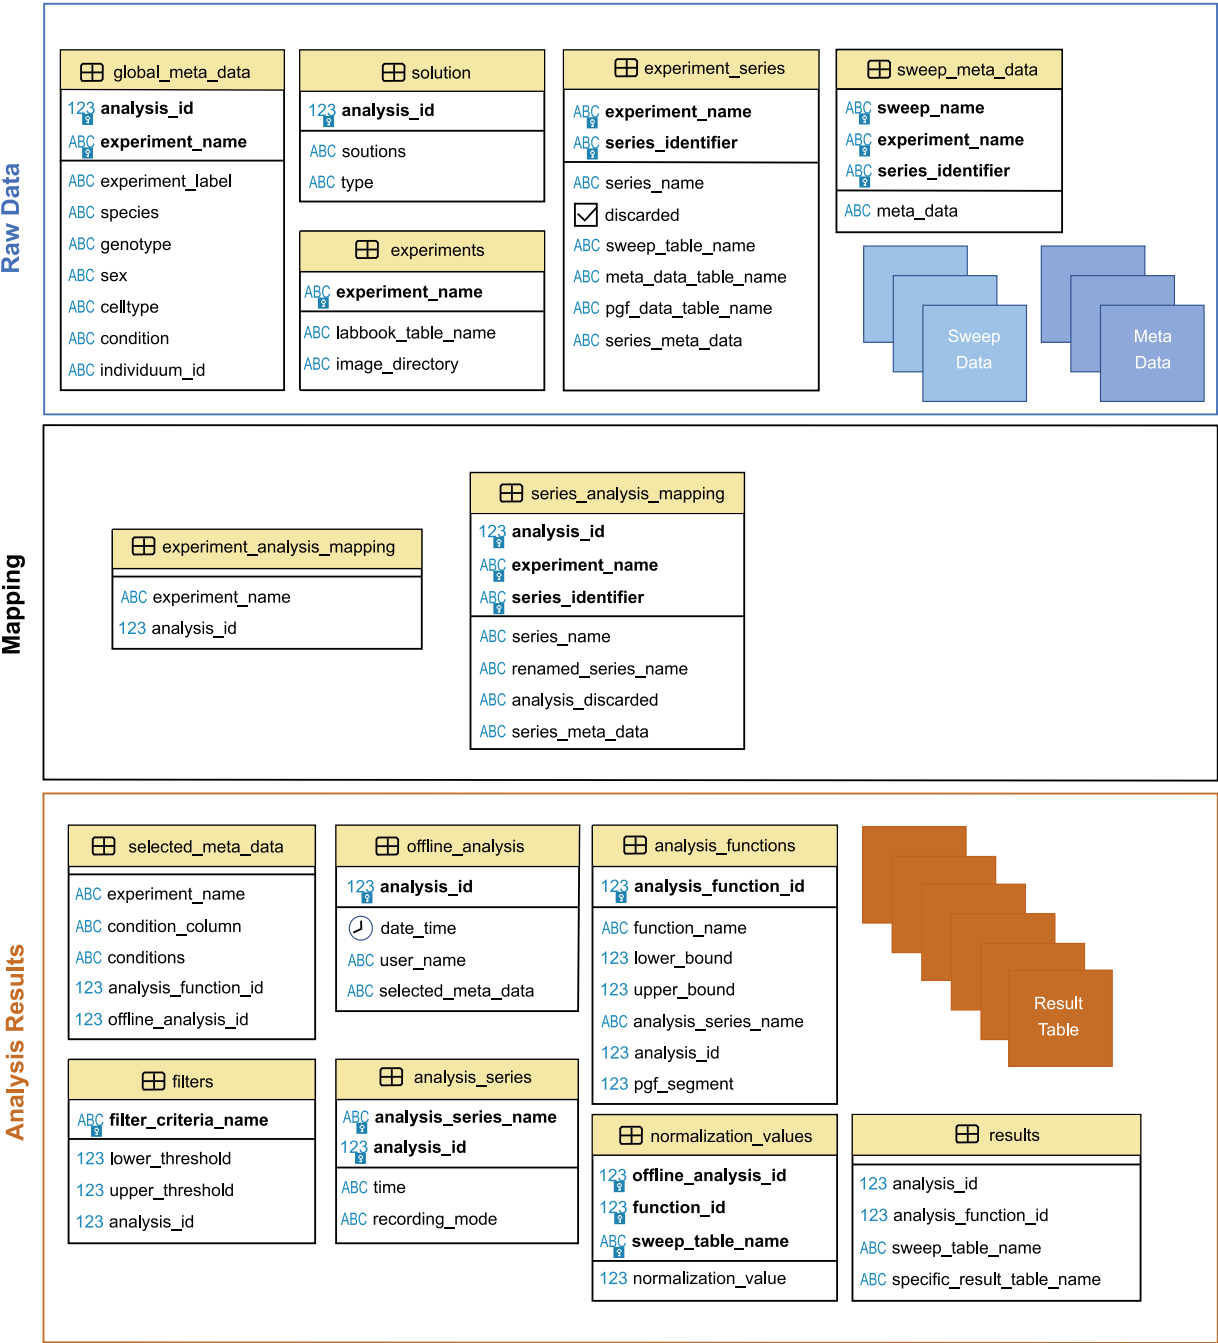 Raw Data
global_meta_data
123 analysis_id
ABC experiment_name
ABC experiment_label
ABC species
ABC genotype
ABC sex
ABC celltype
ABC condition
ABC individuum_id
solution
123 analysis_id
ABC soutions
ABC type
experiments
ABC experiment_name
ABC labbook_table_name
ABC image_directory
experiment_series
ABC experiment_name
ABC series_identifier
ABC series_name
discarded
ABC sweep_table_name
ABC meta_data_table_name
ABC pgf_data_table_name
ABC series_meta_data
sweep_meta_data
ABC sweep_name
ABC experiment_name
ABC series_identifier
ABC meta_data
Sweep
Data
Meta
Data
Mapping
experiment_analysis_mapping
ABC experiment_name
123 analysis_id
series_analysis_mapping
123 analysis_id
ABC experiment_name
ABC series_identifier
ABC series_name
ABC renamed_series_name
ABC analysis_discarded
ABC series_meta_data
Analysis Results
selected_meta_data
ABC experiment_name
ABC condition_column
ABC conditions
123 analysis_function_id
123 offline_analysis_id
offline_analysis
123 analysis_id
date_time
ABC user_name
ABC selected_meta_data
analysis_functions
123 analysis_function_id
ABC function_name
123 lower_bound
123 upper_bound
ABC analysis_series_name
123 analysis_id
123 pgf_segment
Result
Table
filters
ABC filter_criteria_name
123 lower_threshold
123 upper_threshold
123 analysis_id
analysis_series
ABC analysis_series_name
123 analysis_id
ABC time
ABC recording_mode
normalization_values
123 offline_analysis_id
123 function_id
ABC sweep_table_name
123 normalization_value
results
123 analysis_id
123 analysis_function_id
ABC sweep_table_name
ABC specific_result_table_name